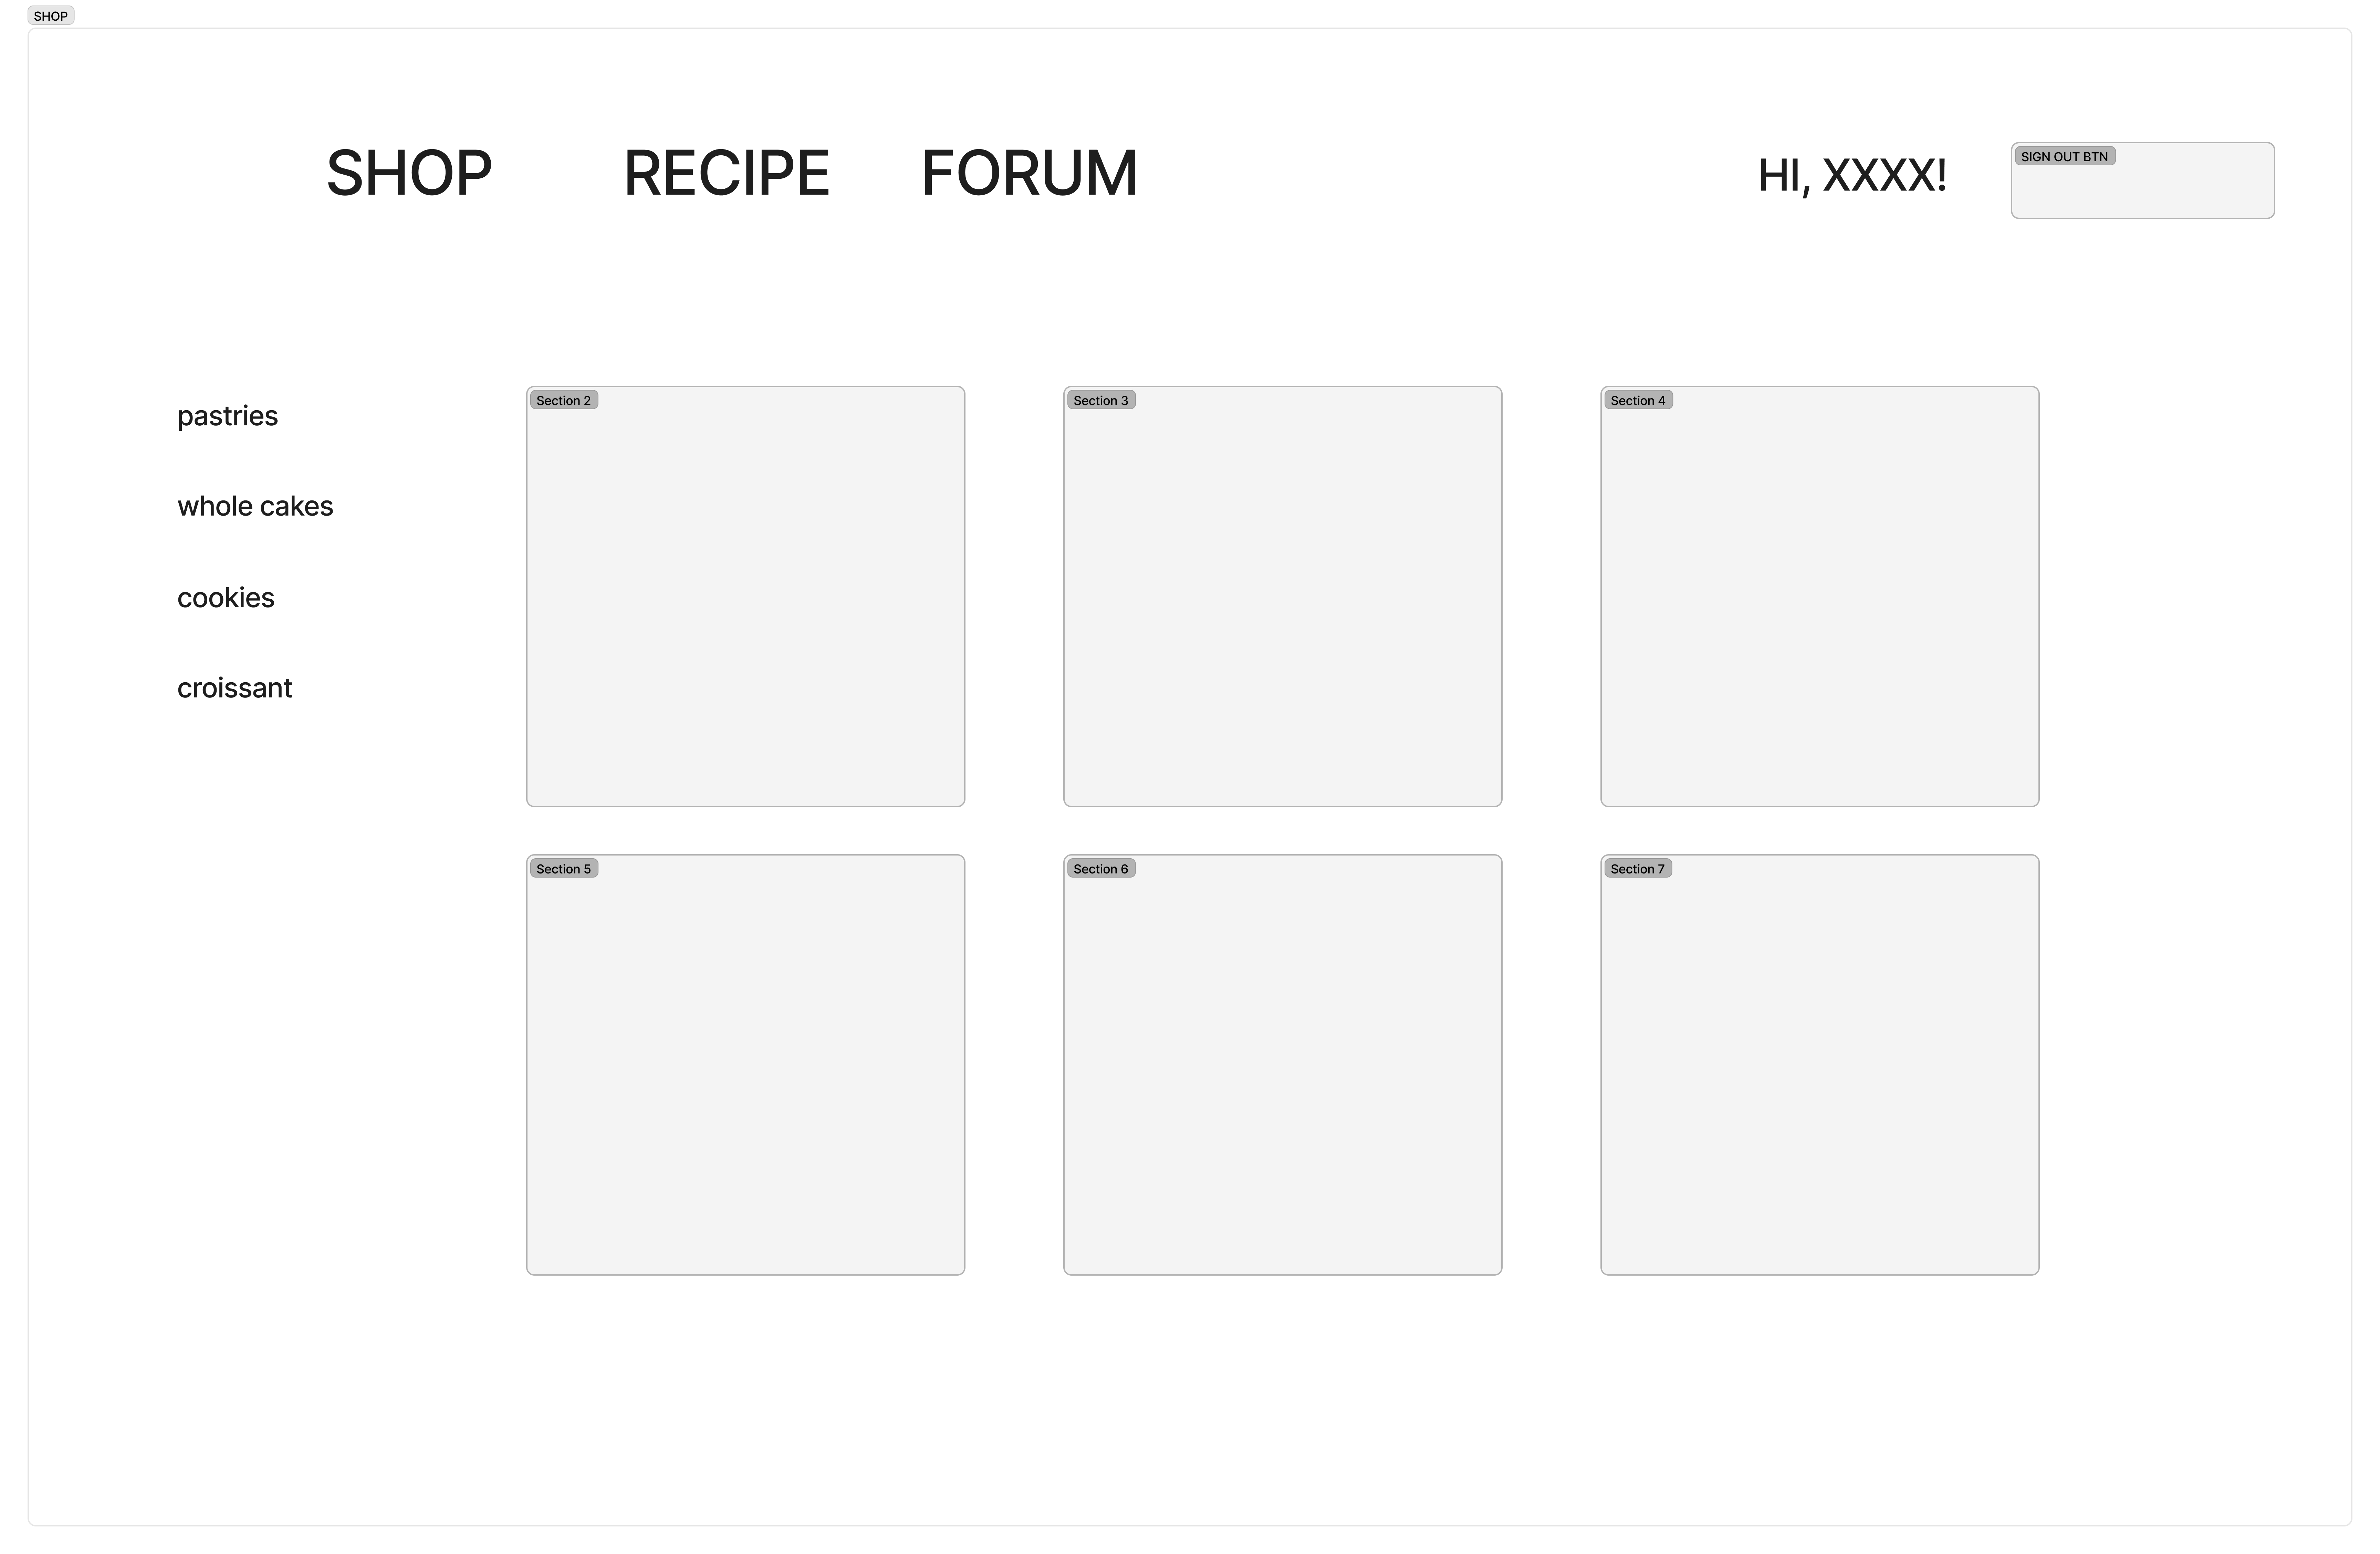 SHOP
SHOP RECIPE FORUM HI, XXXX! SIGN OUT BTN
pastries
whole cakes
cookies
croissant
Section 2 Section 3 Section 4
Section 5 Section 6 Section 7